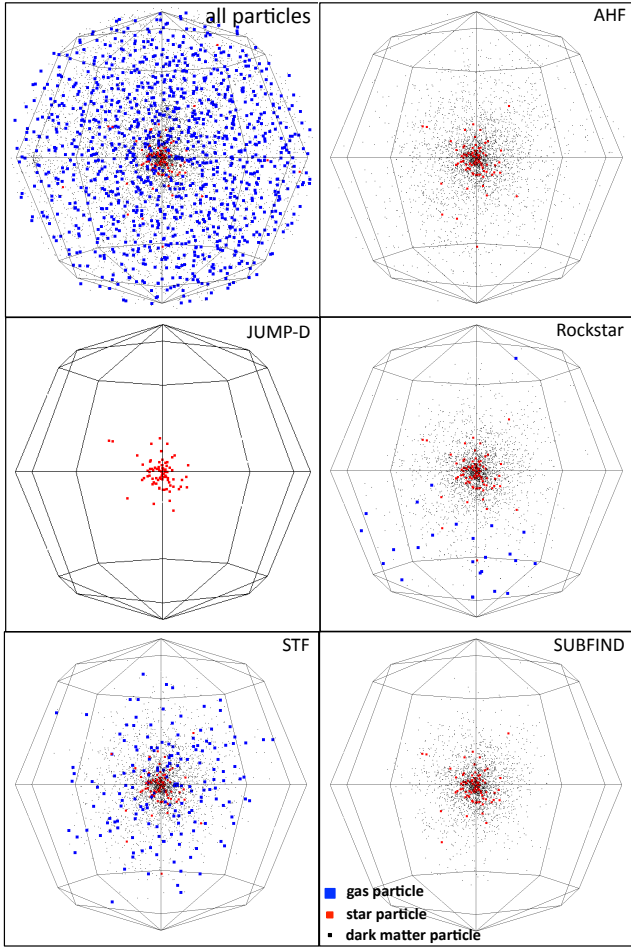 all particles
AHF
JUMP-D
Rockstar
STF
SUBFIND
gas particle
star particle
dark matter particle